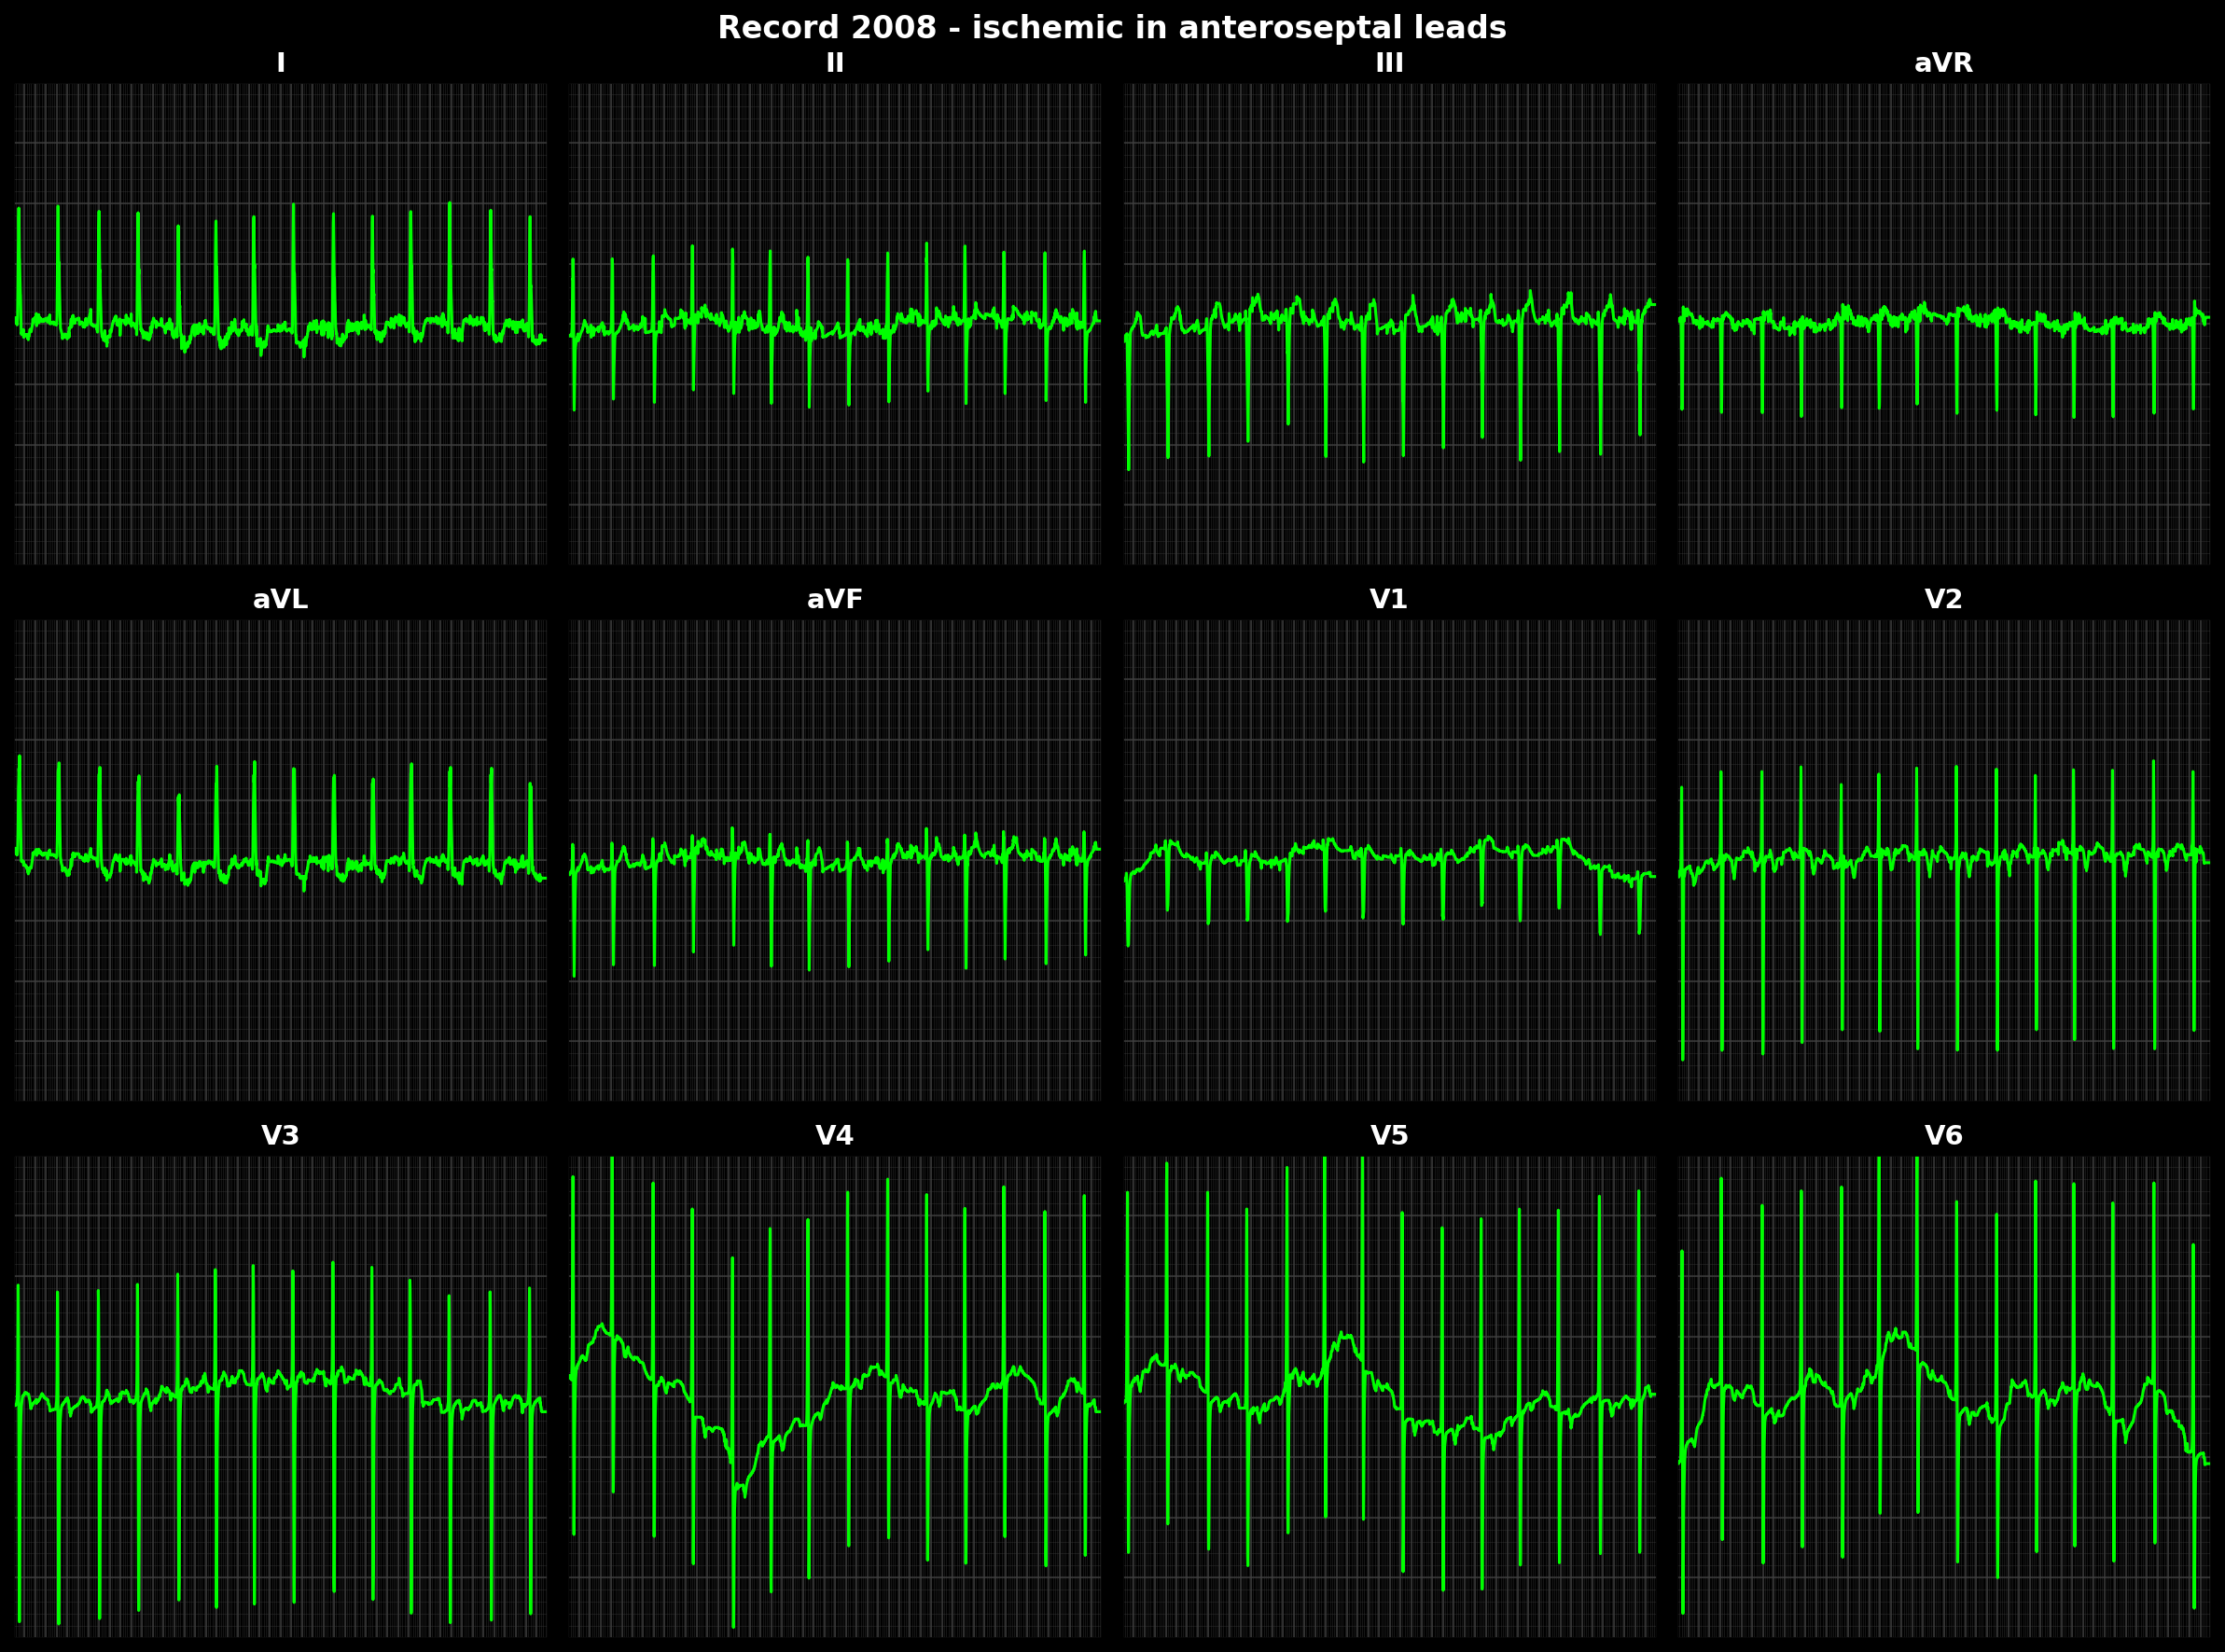 Record 2008 - ischemic in anteroseptal leads
I II III aVR
aVL aVF V1 V2
V3 V4 V5 V6